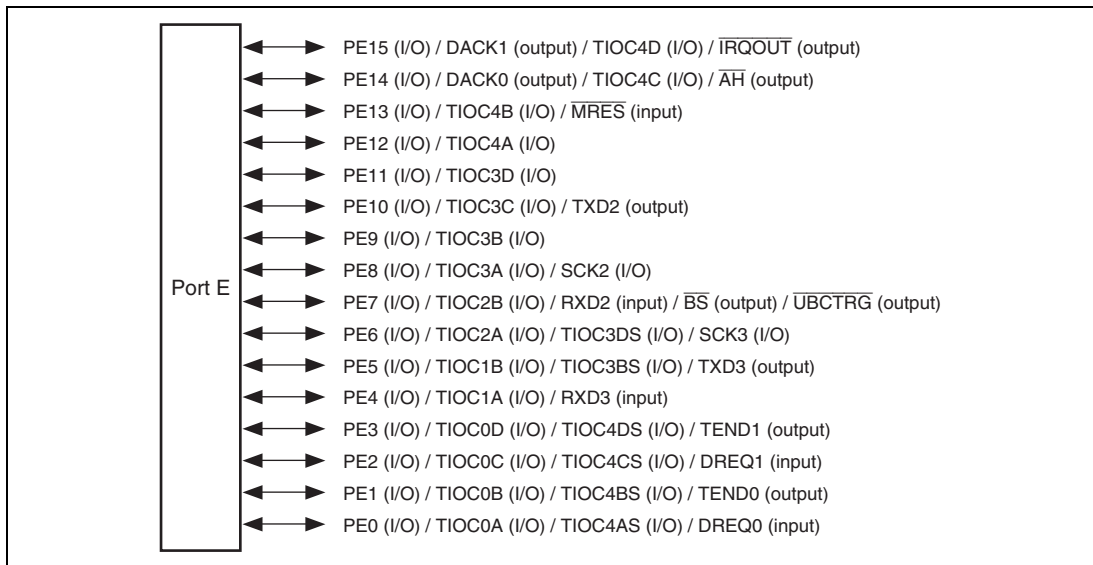 Port E
PE15 (I/O) / DACK1 (output) / TIOC4D (I/O) / IRQOUT (output)
PE14 (I/O) / DACK0 (output) / TIOC4C (I/O) / AH (output)
PE13 (I/O) / TIOC4B (I/O) / MRES (input)
PE12 (I/O) / TIOC4A (I/O)
PE11 (I/O) / TIOC3D (I/O)
PE10 (I/O) / TIOC3C (I/O) / TXD2 (output)
PE9 (I/O) / TIOC3B (I/O)
PE8 (I/O) / TIOC3A (I/O) / SCK2 (I/O)
PE7 (I/O) / TIOC2B (I/O) / RXD2 (input) / BS (output) / UBCTRG (output)
PE6 (I/O) / TIOC2A (I/O) / TIOC3DS (I/O) / SCK3 (I/O)
PE5 (I/O) / TIOC1B (I/O) / TIOC3BS (I/O) / TXD3 (output)
PE4 (I/O) / TIOC1A (I/O) / RXD3 (input)
PE3 (I/O) / TIOC0D (I/O) / TIOC4DS (I/O) / TEND1 (output)
PE2 (I/O) / TIOC0C (I/O) / TIOC4CS (I/O) / DREQ1 (input)
PE1 (I/O) / TIOC0B (I/O) / TIOC4BS (I/O) / TEND0 (output)
PE0 (I/O) / TIOC0A (I/O) / TIOC4AS (I/O) / DREQ0 (input)